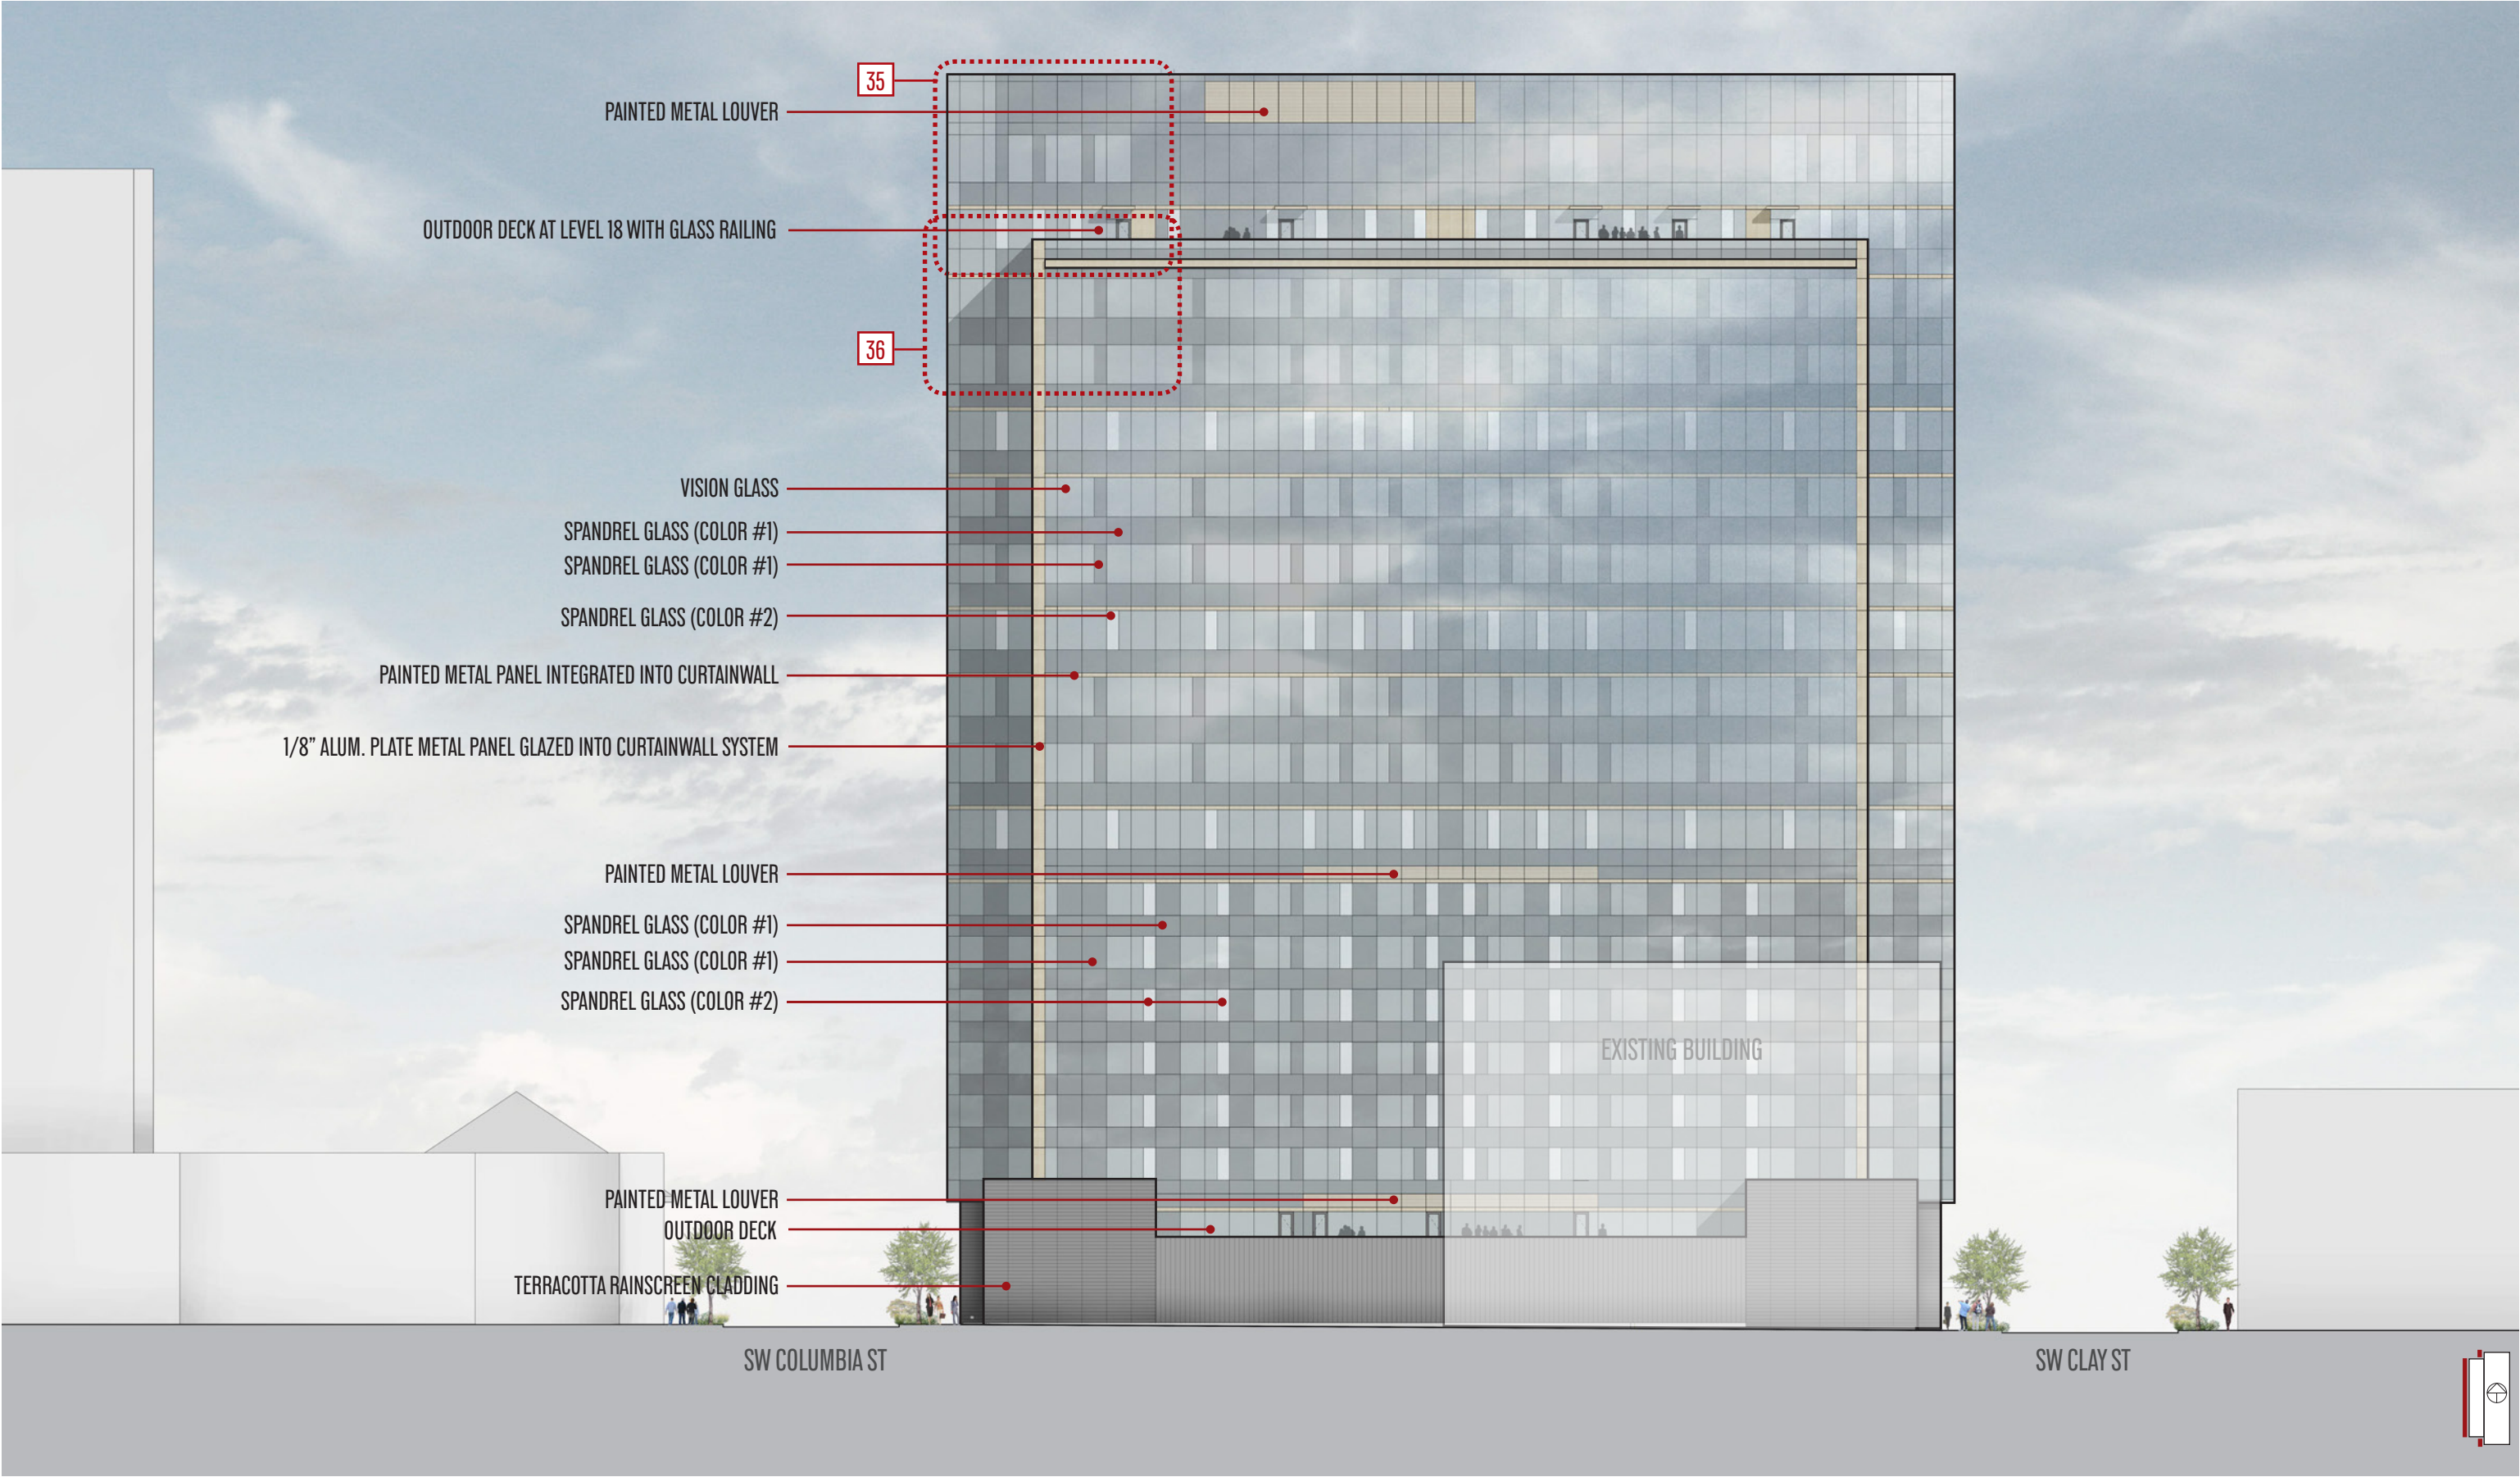 35
PAINTED METAL LOUVER
OUTDOOR DECK AT LEVEL 18 WITH GLASS RAILING
36
VISION GLASS
SPANDREL GLASS (COLOR #1)
SPANDREL GLASS (COLOR #1)
SPANDREL GLASS (COLOR #2)
PAINTED METAL PANEL INTEGRATED INTO CURTAINWALL
1/8” ALUM. PLATE METAL PANEL GLAZED INTO CURTAINWALL SYSTEM
PAINTED METAL LOUVER
SPANDREL GLASS (COLOR #1)
SPANDREL GLASS (COLOR #1)
SPANDREL GLASS (COLOR #2)
EXISTING BUILDING
PAINTED METAL LOUVER
OUTDOOR DECK
TERRACOTTA RAINSCREEN CLADDING
SW COLUMBIA ST
SW CLAY ST